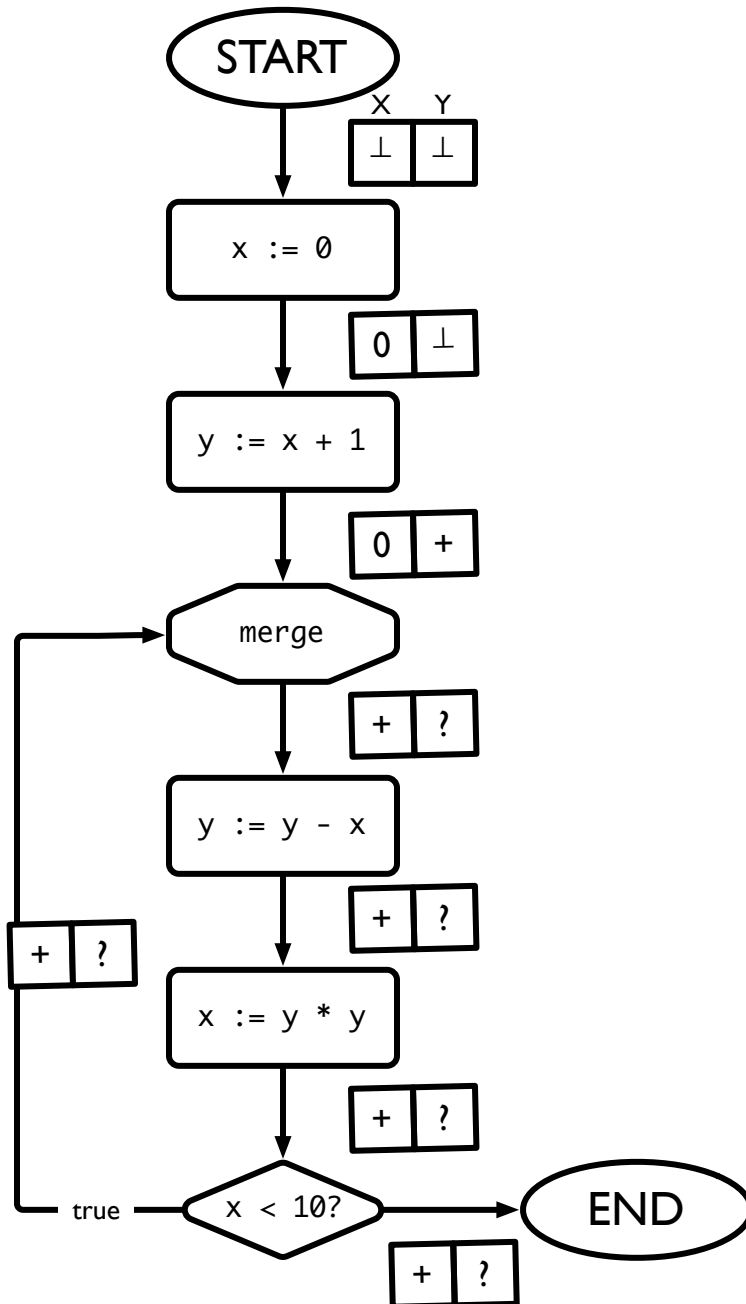 START
X Y
⊥ ⊥
x := 0
0 ⊥
y := x + 1
0 +
merge
+ ?
y := y - x
+ ?
+ ?
x := y * y
+ ?
true
x < 10?
END
+ ?